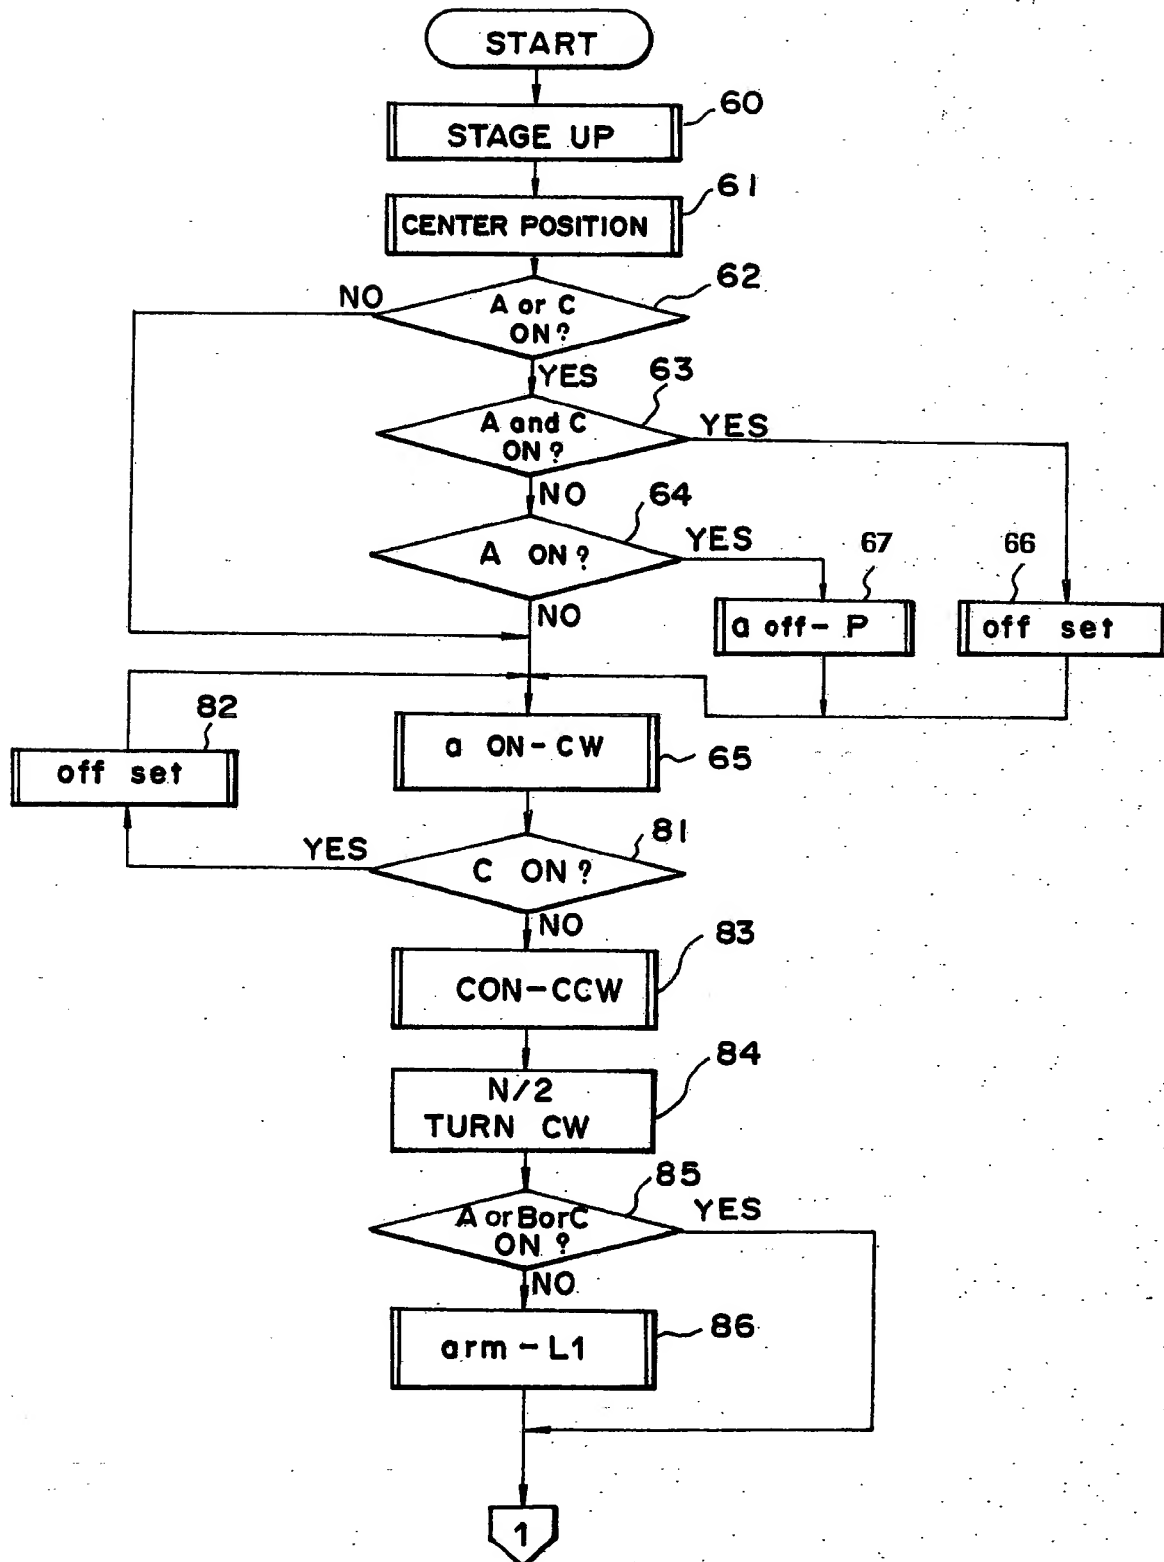 START
60
STAGE UP
61
CENTER POSITION
62
NO
A or C
ON?
YES
63
A and C
ON?
YES
NO
64
A ON?
YES
67
66
NO
a off-P
off set
82
off set
a ON-CW
65
81
YES
C ON?
NO
83
CON-CCW
84
N/2
TURN CW
85
A or B or C
ON?
YES
NO
86
arm-L1
1